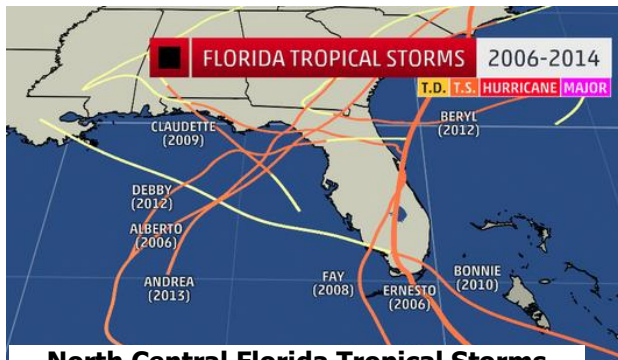 FLORIDA TROPICAL STORMS 2006-2014
T.D. T.S. HURRICANE MAJOR
BERYL
(2012)
CLAUDETTE
(2009)
DEBBY
(2012)
ALBERTO
(2006)
ANDREA
(2013)
FAY
(2008)
ERNESTO
(2006)
BONNIE
(2010)
North Central Florida Tropical Storms